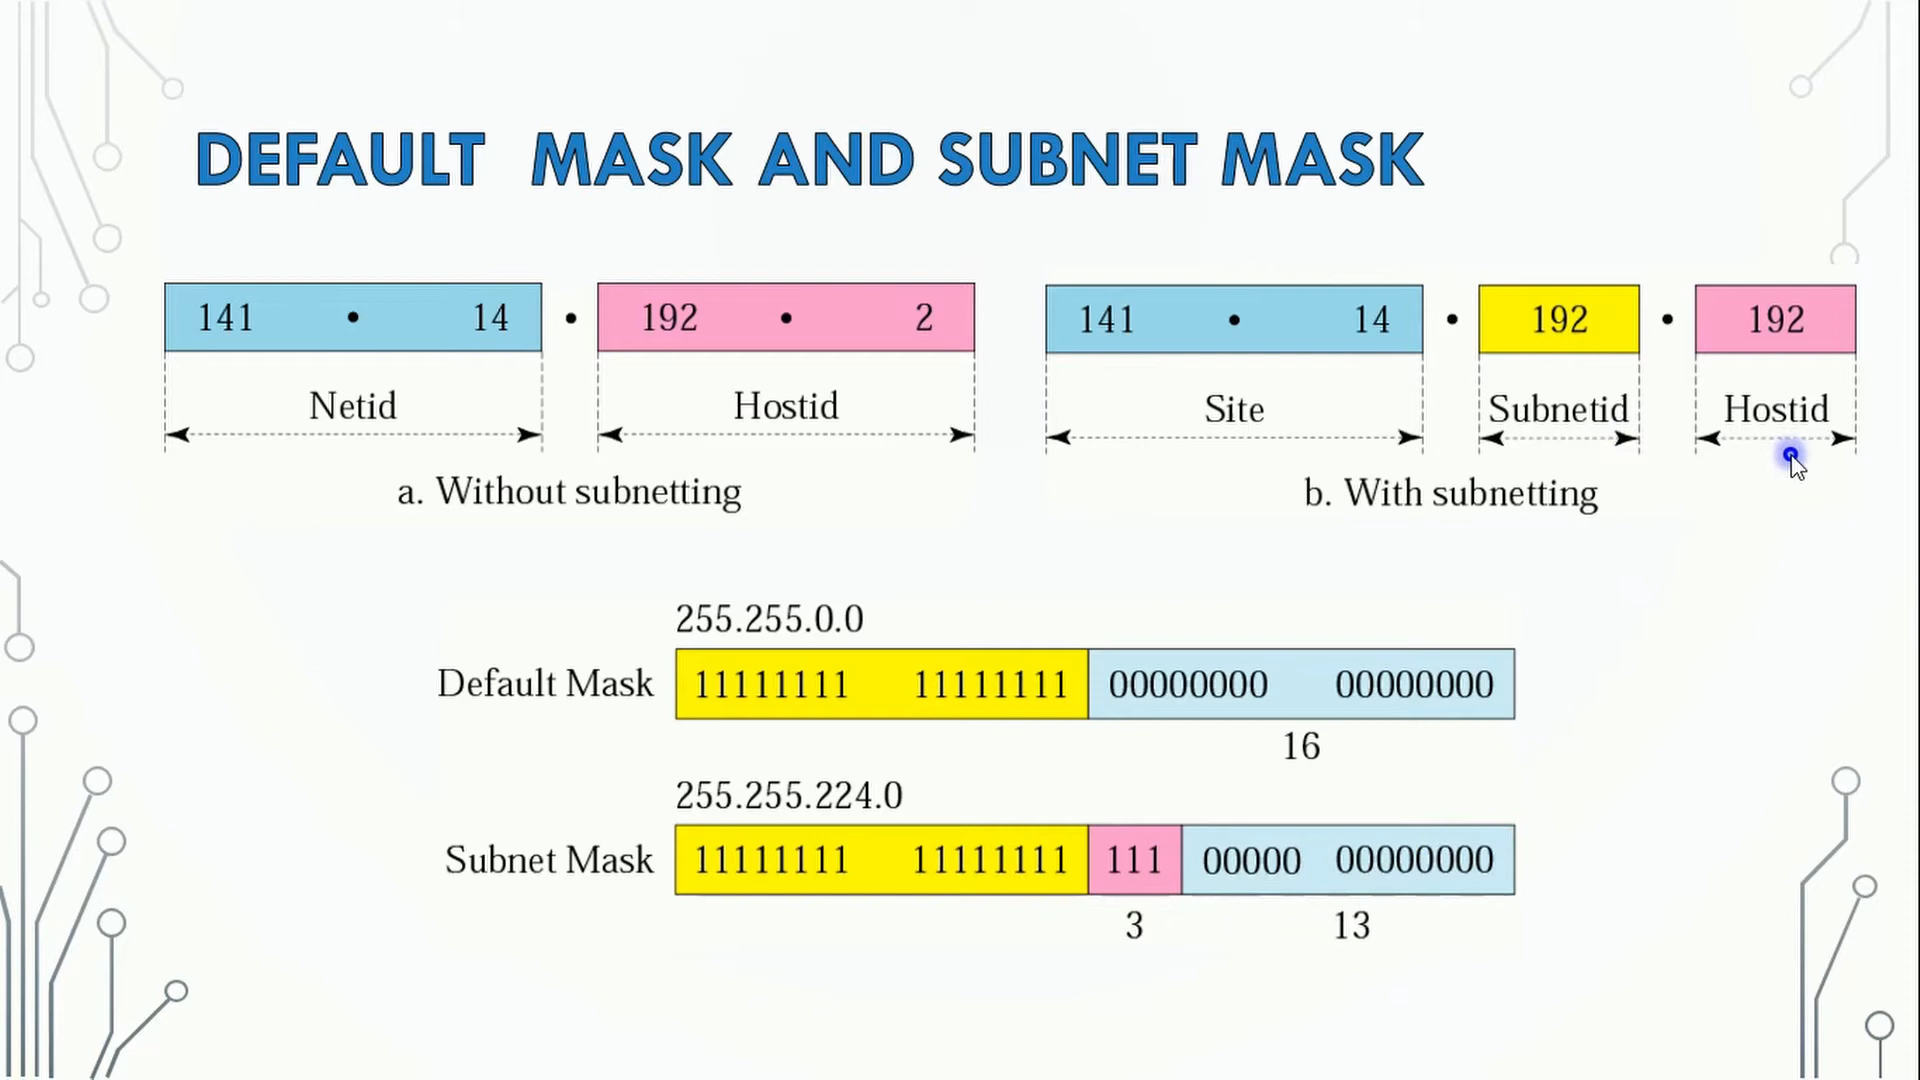 DEFAULT MASK AND SUBNET MASK
141 • 14 • 192 • 2
Netid Hostid
a. Without subnetting
141 • 14 • 192 • 192
Site Subnetid Hostid
b. With subnetting
255.255.0.0
Default Mask 11111111 11111111 00000000 00000000
16
255.255.224.0
Subnet Mask 11111111 11111111 111 00000 00000000
3 13